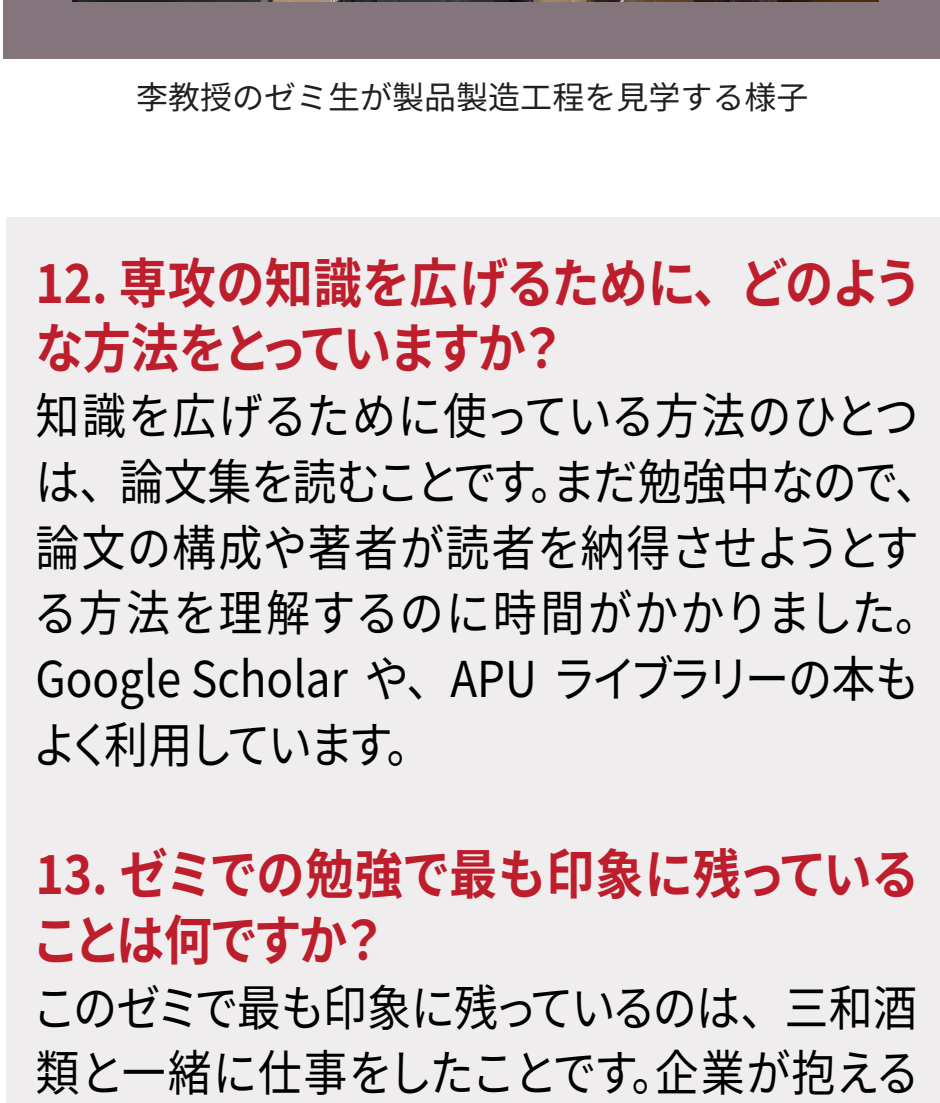 李教授のゼミ生が製品製造工程を見学する様子
12. 専攻の知識を広げるために、どのよう
な方法をとっていますか？
知識を広げるために使っている方法のひとつ
は、論文集を読むことです。まだ勉強中なので、
論文の構成や著者が読者を納得させようとす
る方法を理解するのに時間がかかりました。
Google Scholar や、APU ライブラリーの本も
よく利用しています。
13. ゼミでの勉強で最も印象に残っている
ことは何ですか？
このゼミで最も印象に残っているのは、三和酒
類と一緒に仕事をしたことです。企業が抱える